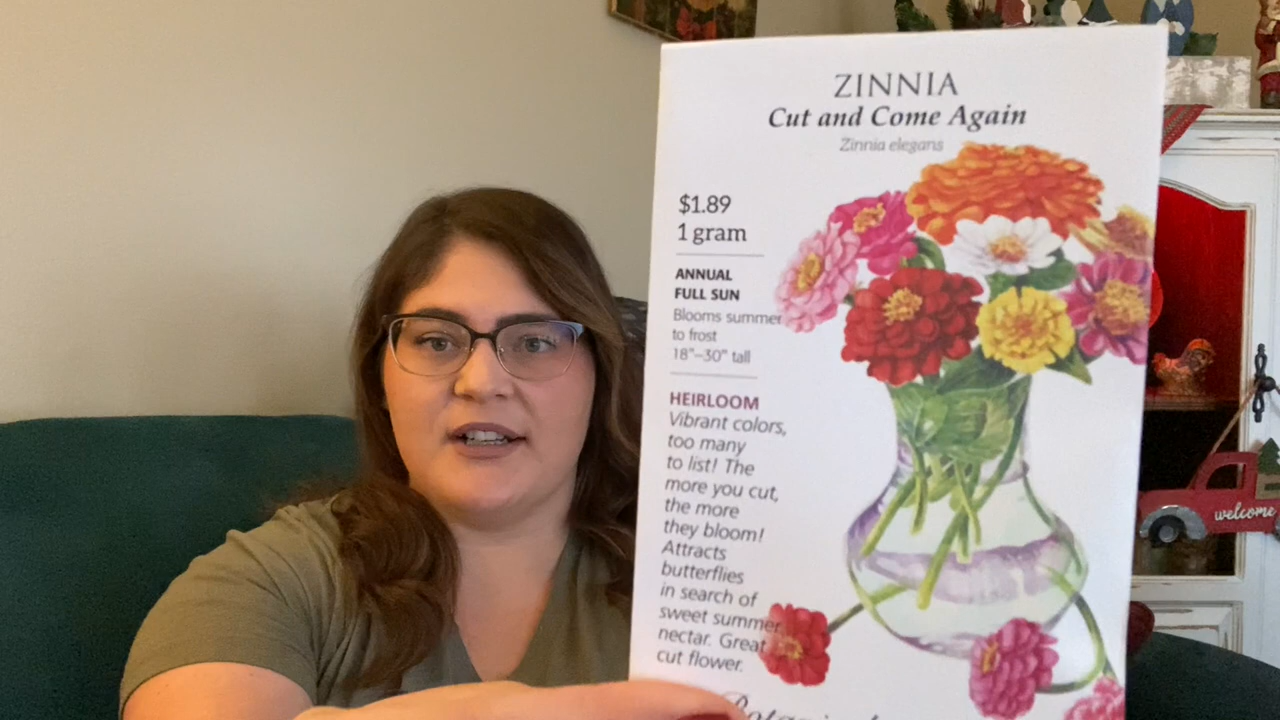 ZINNIA
Cut and Come Again
Zinnia elegans
$1.89
1 gram
ANNUAL
FULL SUN
Blooms summer
to frost
18"–30" tall
HEIRLOOM
Vibrant colors,
too many
to list! The
more you cut,
the more
they bloom!
Attracts
butterflies
in search of
sweet summer
nectar. Great
cut flower.
welcome